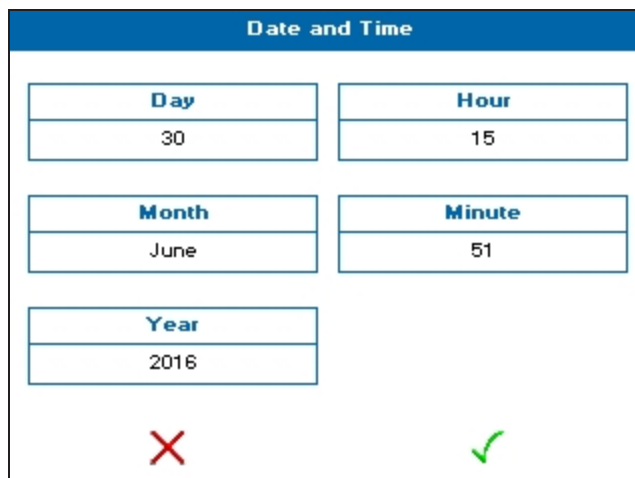 Date and Time
Day
30
Hour
15
Month
June
Minute
51
Year
2016